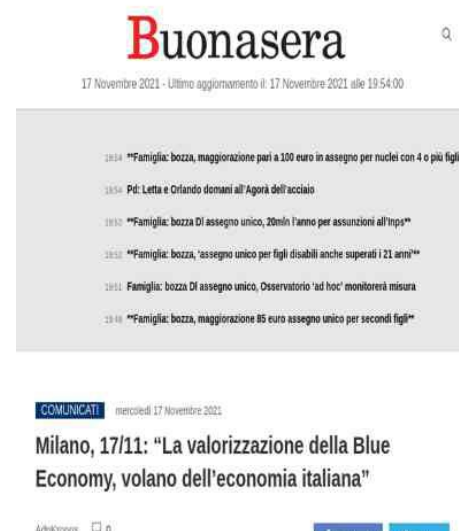 Buonasera
17 Novembre 2021 - Ultimo aggiornamento il: 17 Novembre 2021 alle 19:54:00
19:54 **Famiglia: bozza, maggiorazione pari a 100 euro in assegno per nuclei con 4 o più figli
19:54 Pd: Letta e Orlando domani all'Agorà dell'acciaio
**Famiglia: bozza Dl assegno unico, 20mln l'anno per assunzioni all'Inps**
**Famiglia: bozza, 'assegno unico per figli disabili anche superati i 21 anni'**
Famiglia: bozza Dl assegno unico, Osservatorio 'ad hoc' monitorerà misura
**Famiglia: bozza, maggiorazione 85 euro assegno unico per secondi figli**
COMUNICATI mercoledì 17 Novembre 2021
Milano, 17/11: “La valorizzazione della Blue
Economy, volano dell’economia italiana”
AdnKronos 0